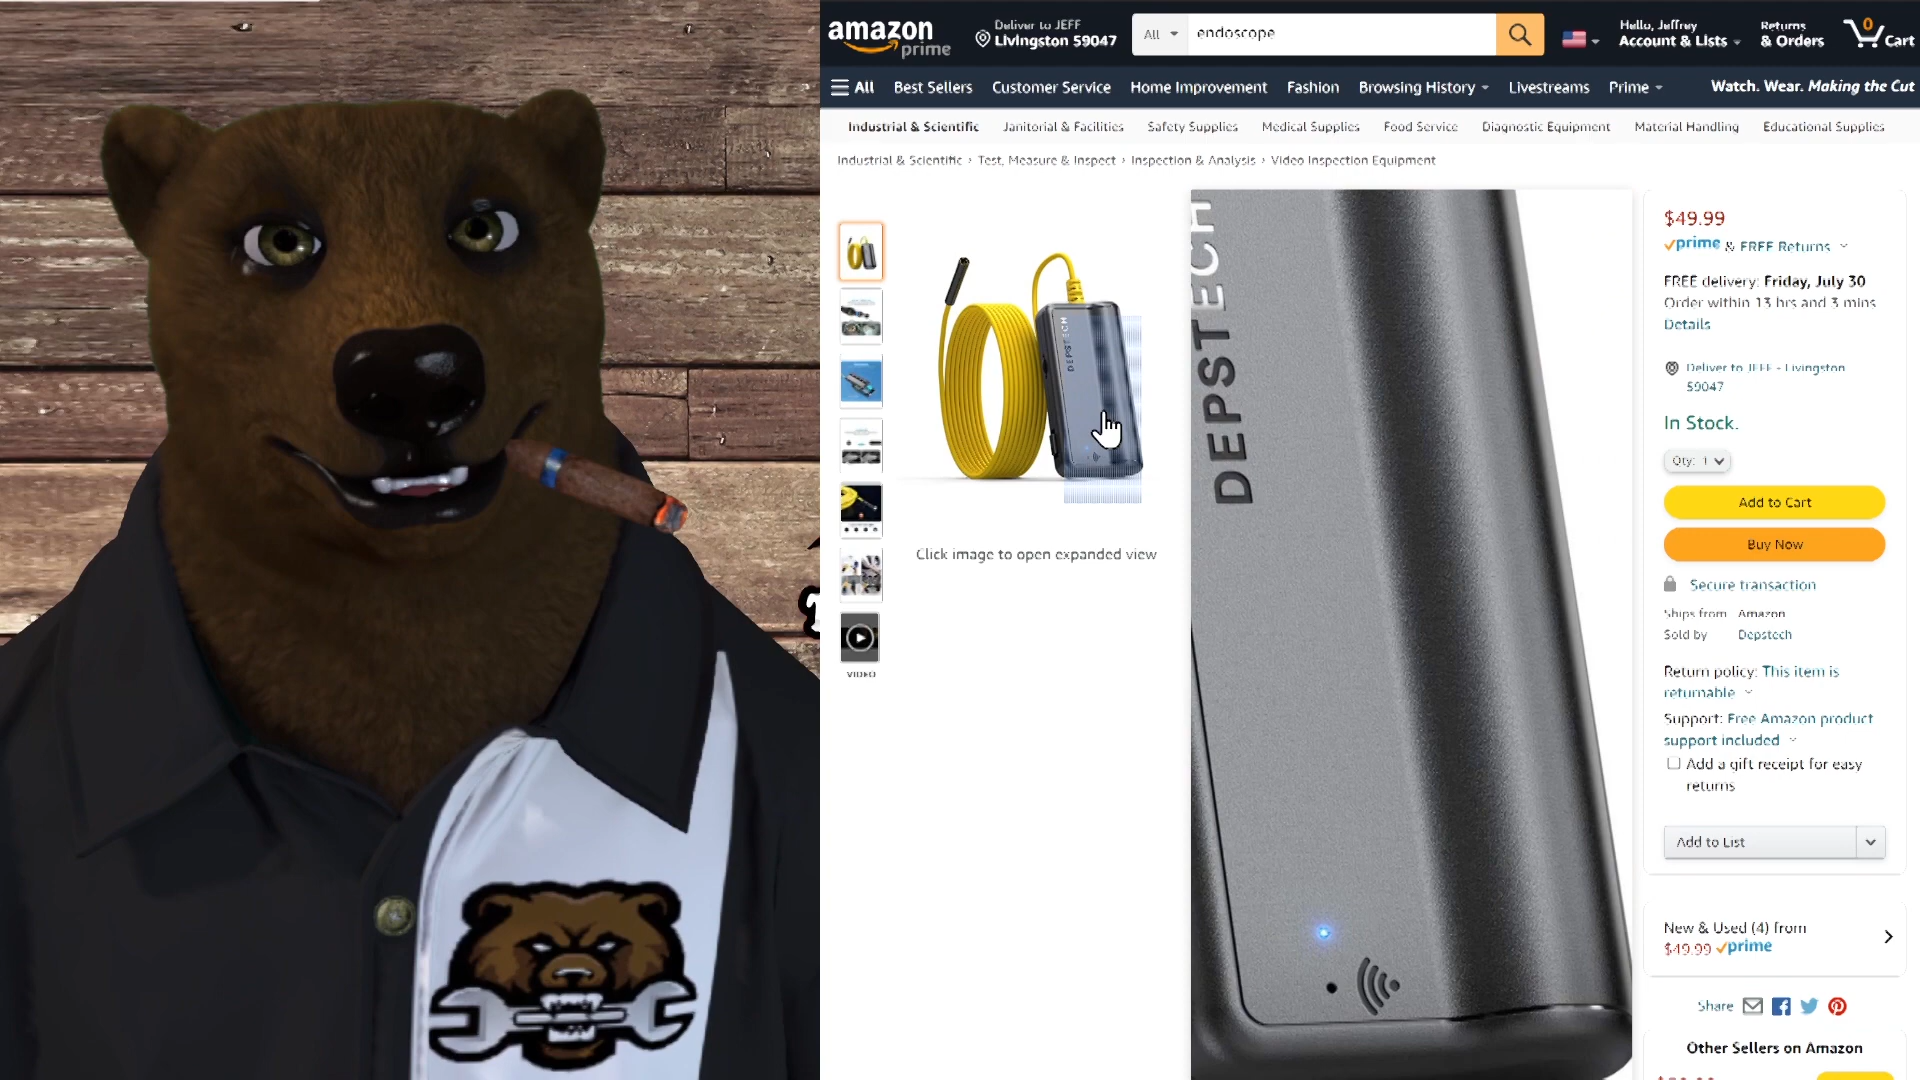 amazon
prime
Deliver to JEFF
Livingston 59047
All
endoscope
Hello, Jeffrey
Account & Lists
Returns
& Orders
0
Cart
All
Best Sellers
Customer Service
Home Improvement
Fashion
Browsing History
Livestreams
Prime
Watch. Wear. Making the Cut
Industrial & Scientific
Janitorial & Facilities
Safety Supplies
Medical Supplies
Food Service
Diagnostic Equipment
Material Handling
Educational Supplies
Industrial & Scientific › Test, Measure & Inspect › Inspection & Analysis › Video Inspection Equipment
DEPSTECH
DEPSTECH
Click image to open expanded view
VIDEO
$49.99
prime & FREE Returns
FREE delivery: Friday, July 30
Order within 13 hrs and 3 mins
Details
Deliver to JEFF - Livingston
59047
In Stock.
Qty: 1
Add to Cart
Buy Now
Secure transaction
Ships from Amazon
Sold by Depstech
Return policy: This item is
returnable
Support: Free Amazon product
support included
Add a gift receipt for easy
returns
Add to List
New & Used (4) from
$49.99 prime
Share
Other Sellers on Amazon